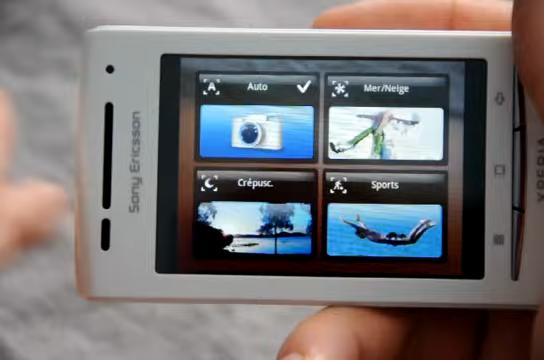 Auto
Mer/Neige
Crépusc.
Sports
Sony Ericsson
XPERIA